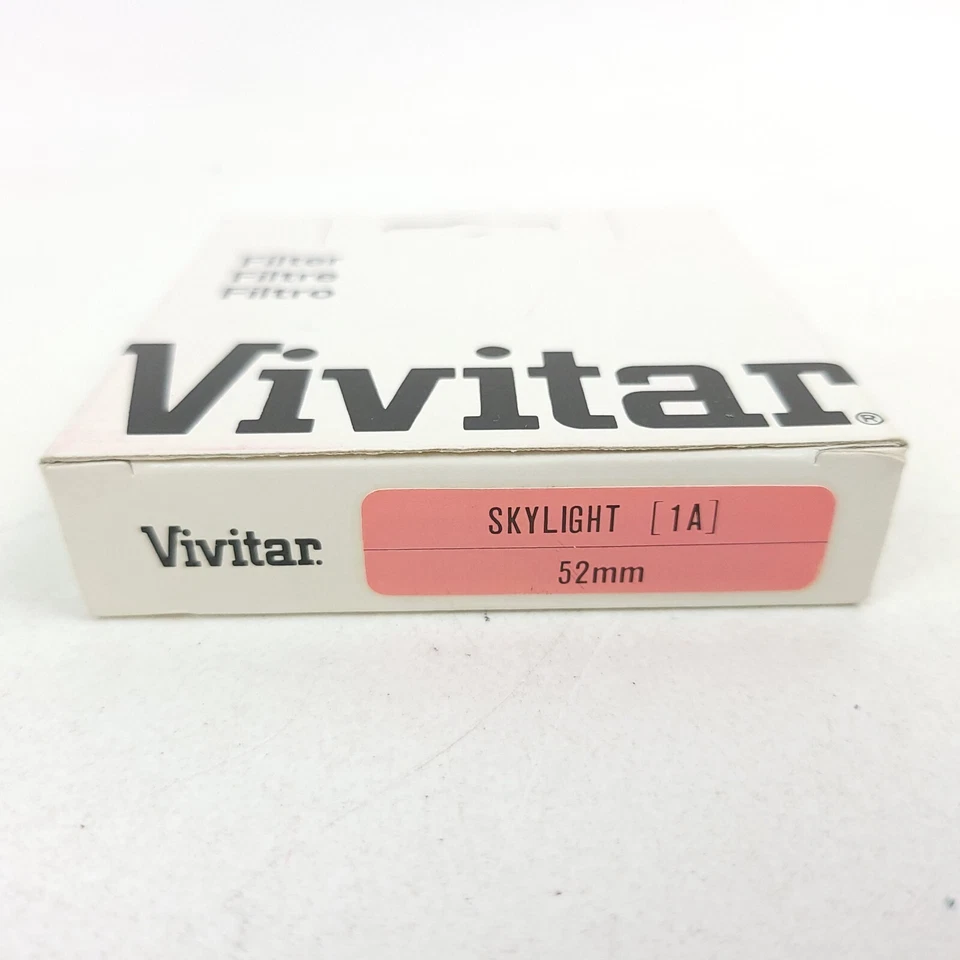 Filter
Filtre
Filtro
Vivitar®
Vivitar.
SKYLIGHT [1A]
52mm